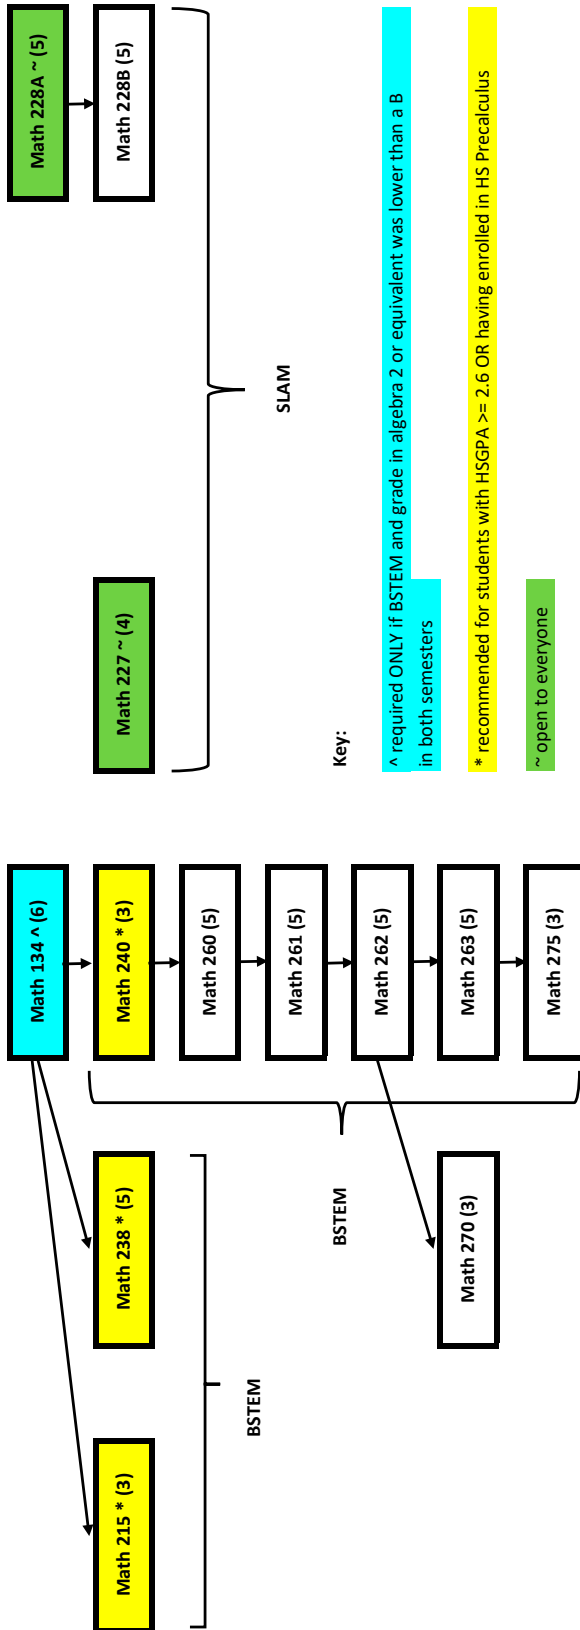 Math 134 ^ (6)
Math 228A ~ (5)
Math 215 * (3)
Math 238 * (5)
Math 240 * (3)
Math 227 ~ (4)
Math 228B (5)
Math 260 (5)
BSTEM
Math 261 (5)
SLAM
BSTEM
Math 262 (5)
Key:
^ required ONLY if BSTEM and grade in algebra 2 or equivalent was lower than a B
in both semesters
Math 270 (3)
Math 263 (5)
* recommended for students with HSGPA >= 2.6 OR having enrolled in HS Precalculus
Math 275 (3)
~ open to everyone